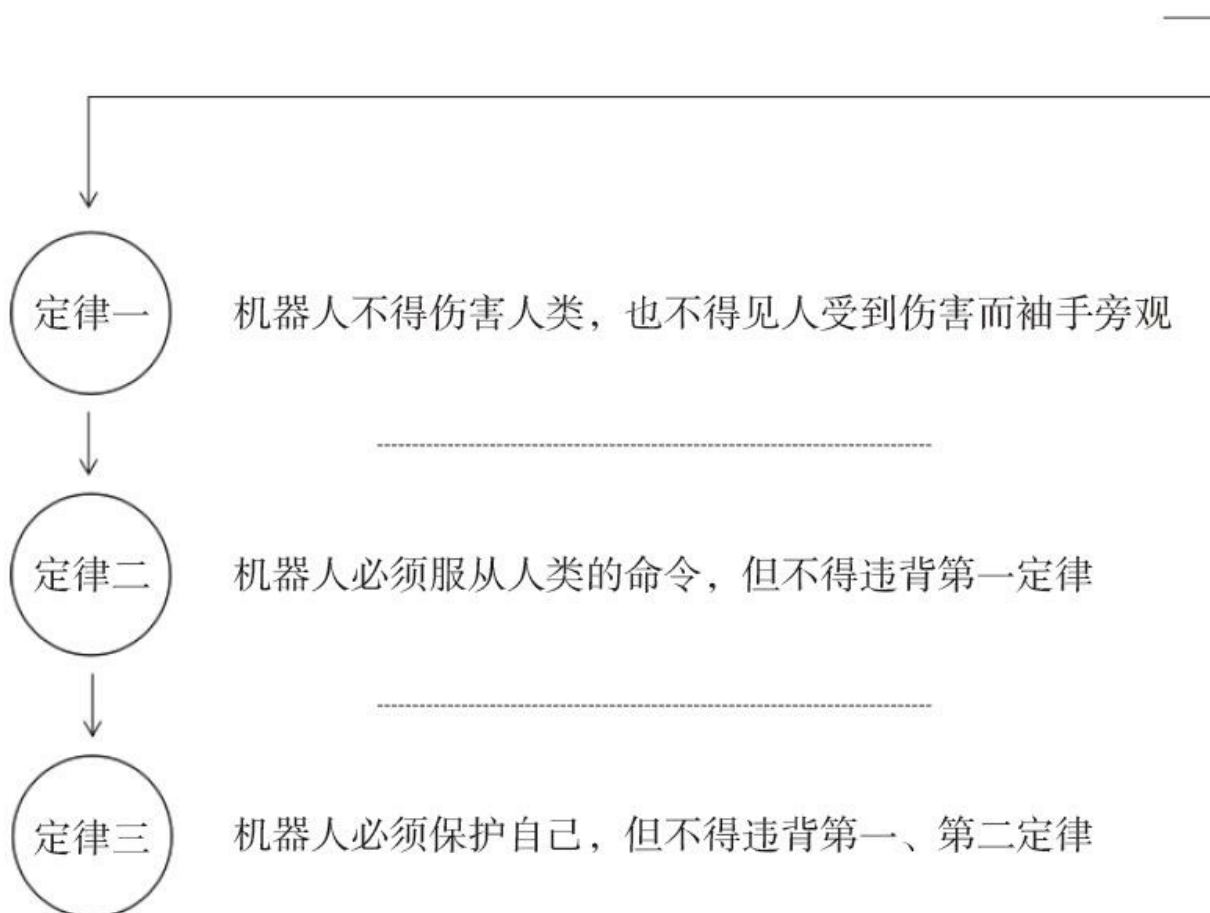 定律一 机器人不得伤害人类，也不得见人受到伤害而袖手旁观
定律二 机器人必须服从人类的命令，但不得违背第一定律
定律三 机器人必须保护自己，但不得违背第一、第二定律